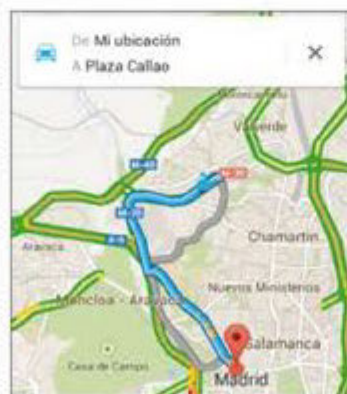 De Mi ubicación
A Plaza Callao
Valverde
M-40
M-30
A-6
Aravaca
Chamartín
Nuevos Ministerios
Moncloa - Aravaca
Salamanca
Casa de Campo
Madrid